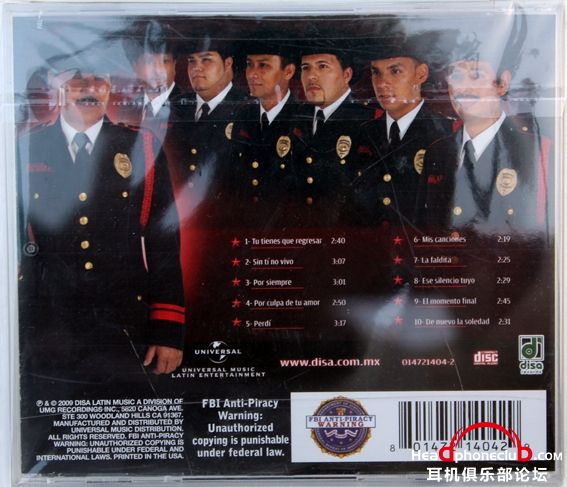 1- Tu tienes que regresar 2:40
2- Sin tí no vivo 3:07
3- Por siempre 3:01
4- Por culpa de tu amor 2:50
5- Perdí 3:17
6- Mis canciones 2:19
7- La faldita 2:25
8- Ese silencio tuyo 2:29
9- El momento final 2:45
10- De nuevo la soledad 2:31
UNIVERSAL
UNIVERSAL MUSIC
LATIN ENTERTAINMENT
www.disa.com.mx
014721404-2
disc
disa
records
℗ & © 2009 DISA LATIN MUSIC A DIVISION OF
UMG RECORDINGS INC., 5820 CANOGA AVE.
STE 300 WOODLAND HILLS CA 91367.
MANUFACTURED AND DISTRIBUTED BY
UNIVERSAL MUSIC DISTRIBUTION.
ALL RIGHTS RESERVED. FBI ANTI-PIRACY
WARNING: UNAUTHORIZED COPYING IS
PUNISHABLE UNDER FEDERAL AND
INTERNATIONAL LAWS. PRINTED IN THE USA.
FBI Anti-Piracy
Warning:
Unauthorized
copying is punishable
under federal law.
FBI ANTI-PIRACY
WARNING
8 0147 14042
Headphoneclub.com
耳机俱乐部论坛